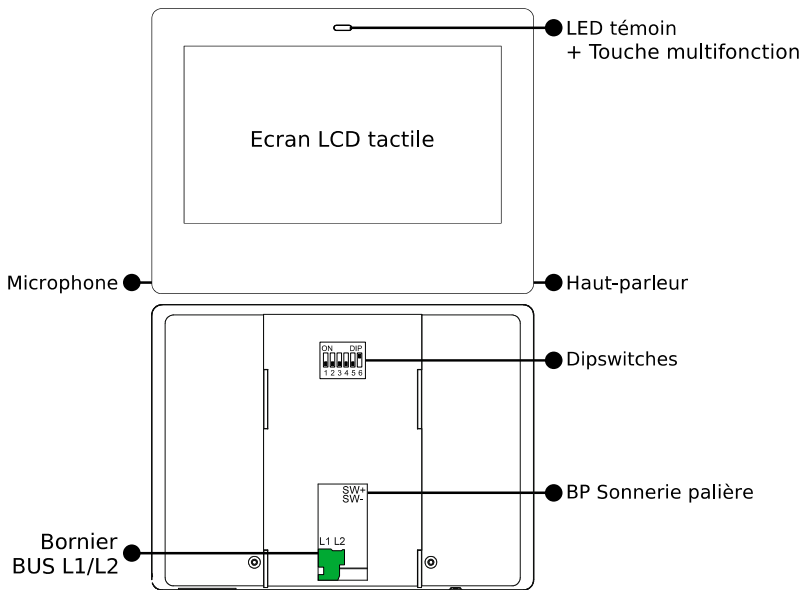 LED témoin
+ Touche multifonction
Ecran LCD tactile
Microphone
Haut-parleur
ON DIP
1 2 3 4 5 6
Dipswitches
SW+
SW-
BP Sonnerie palière
L1 L2
Bornier
BUS L1/L2